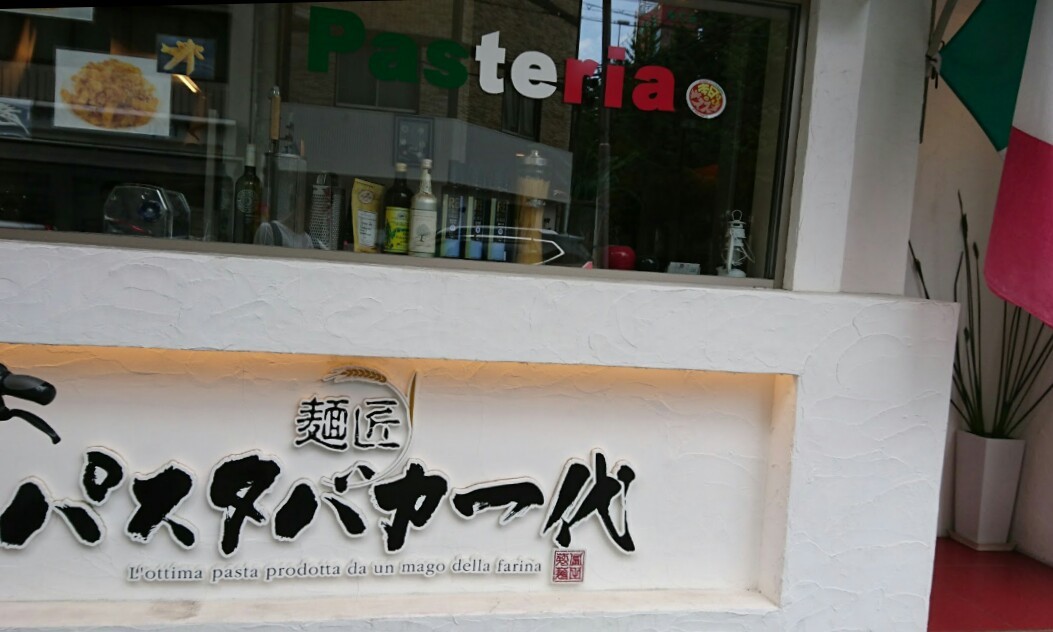 Pasteria
麺匠
パスタバカ一代
L'ottima pasta prodotta da un mago della farina